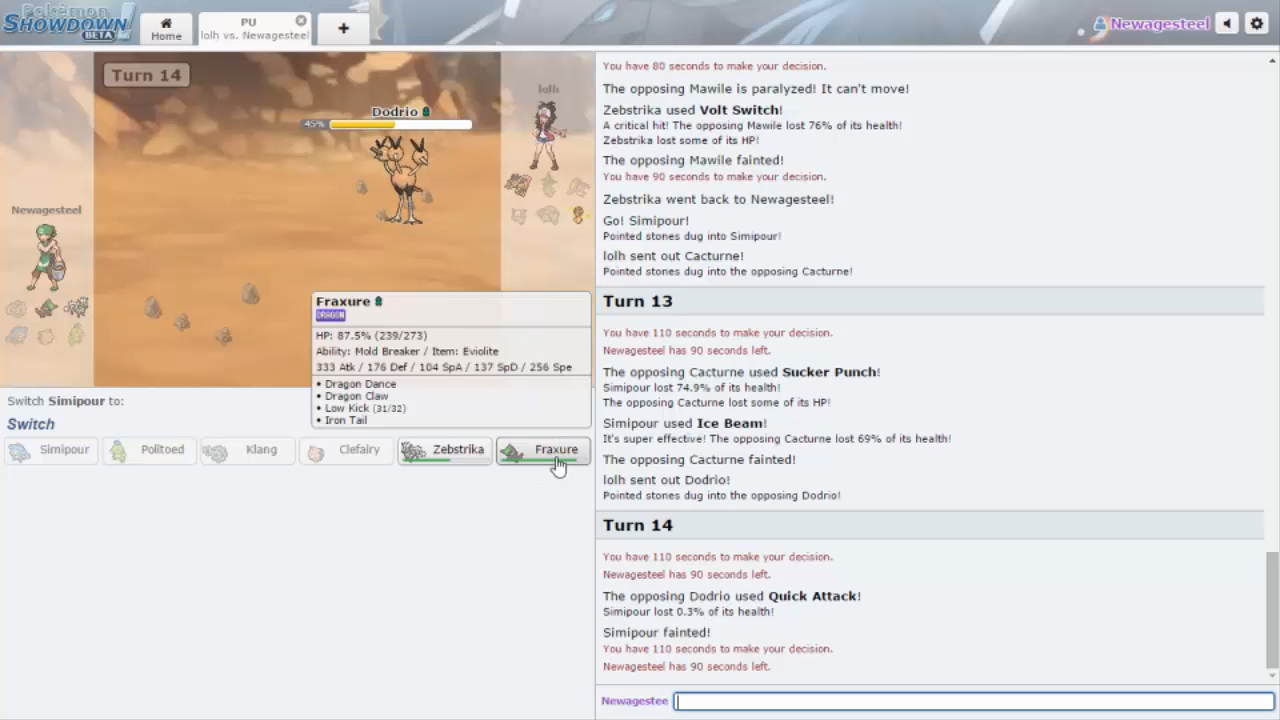 Pokémon
SHOWDOWN!
BETA
Home
PU
lolh vs. Newagesteel
+
Newagesteel
Turn 14
Dodrio
45%
lolh
Newagesteel
Fraxure
DRAGON
HP: 87.5% (239/273)
Ability: Mold Breaker / Item: Eviolite
333 Atk / 176 Def / 104 SpA / 137 SpD / 256 Spe
• Dragon Dance
• Dragon Claw
• Low Kick (31/32)
• Iron Tail
Switch Simipour to:
Switch
Simipour
Politoed
Klang
Clefairy
Zebstrika
Fraxure
You have 80 seconds to make your decision.
The opposing Mawile is paralyzed! It can't move!
Zebstrika used Volt Switch!
A critical hit! The opposing Mawile lost 76% of its health!
Zebstrika lost some of its HP!
The opposing Mawile fainted!
You have 90 seconds to make your decision.
Zebstrika went back to Newagesteel!
Go! Simipour!
Pointed stones dug into Simipour!
lolh sent out Cacturne!
Pointed stones dug into the opposing Cacturne!
Turn 13
You have 110 seconds to make your decision.
Newagesteel has 90 seconds left.
The opposing Cacturne used Sucker Punch!
Simipour lost 74.9% of its health!
The opposing Cacturne lost some of its HP!
Simipour used Ice Beam!
It's super effective! The opposing Cacturne lost 69% of its health!
The opposing Cacturne fainted!
lolh sent out Dodrio!
Pointed stones dug into the opposing Dodrio!
Turn 14
You have 110 seconds to make your decision.
Newagesteel has 90 seconds left.
The opposing Dodrio used Quick Attack!
Simipour lost 0.3% of its health!
Simipour fainted!
You have 110 seconds to make your decision.
Newagesteel has 90 seconds left.
Newagestee